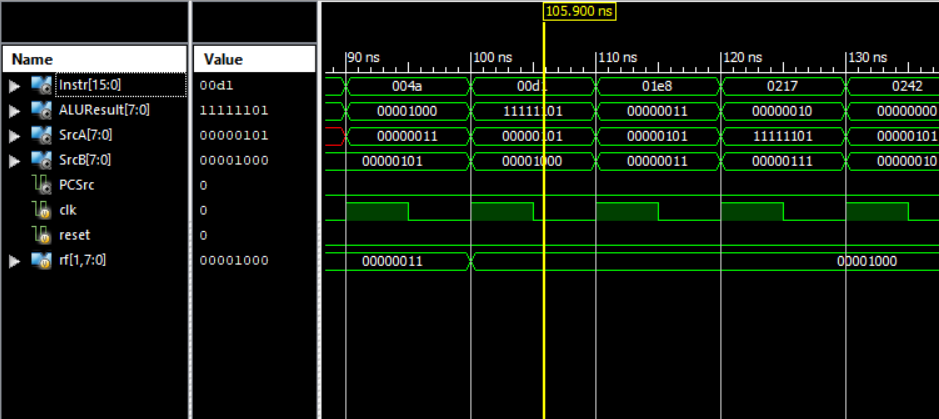 105.900 ns
Name Value 90 ns 100 ns 110 ns 120 ns 130 ns
Instr[15:0] 00d1 004a 00d1 01e8 0217 0242
ALUResult[7:0] 11111101 00001000 11111101 00000011 00000010 00000000
SrcA[7:0] 00000101 00000011 00000101 00000101 11111101 00000101
SrcB[7:0] 00001000 00000101 00001000 00000011 00000111 00000010
PCSrc 0
clk 0
reset 0
rf[1,7:0] 00001000 00000011 00001000